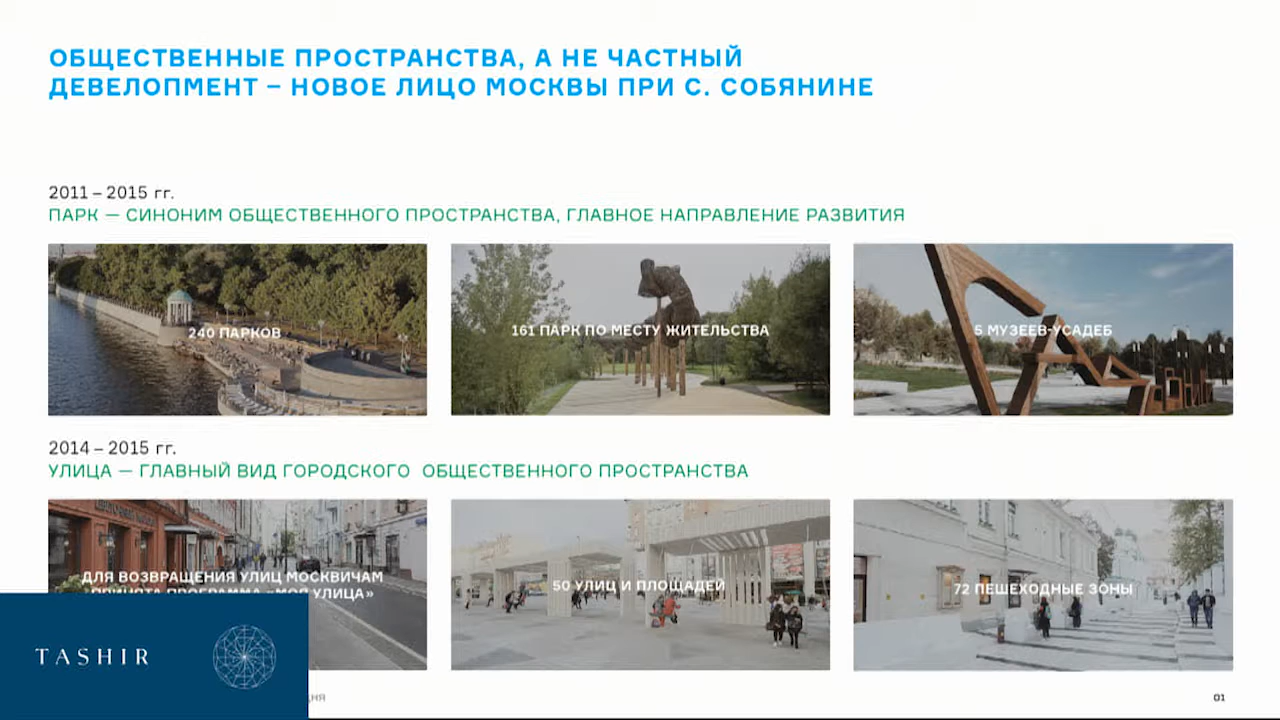 ОБЩЕСТВЕННЫЕ ПРОСТРАНСТВА, А НЕ ЧАСТНЫЙ
ДЕВЕЛОПМЕНТ – НОВОЕ ЛИЦО МОСКВЫ ПРИ С. СОБЯНИНЕ
2011 – 2015 гг.
ПАРК — СИНОНИМ ОБЩЕСТВЕННОГО ПРОСТРАНСТВА, ГЛАВНОЕ НАПРАВЛЕНИЕ РАЗВИТИЯ
240 ПАРКОВ
161 ПАРК ПО МЕСТУ ЖИТЕЛЬСТВА
5 МУЗЕЕВ-УСАДЕБ
2014 – 2015 гг.
УЛИЦА — ГЛАВНЫЙ ВИД ГОРОДСКОГО ОБЩЕСТВЕННОГО ПРОСТРАНСТВА
ДЛЯ ВОЗВРАЩЕНИЯ УЛИЦ МОСКВИЧАМ
ПРИНЯТА ПРОГРАММА «МОЯ УЛИЦА»
50 УЛИЦ И ПЛОЩАДЕЙ
72 ПЕШЕХОДНЫЕ ЗОНЫ
TASHIR
01